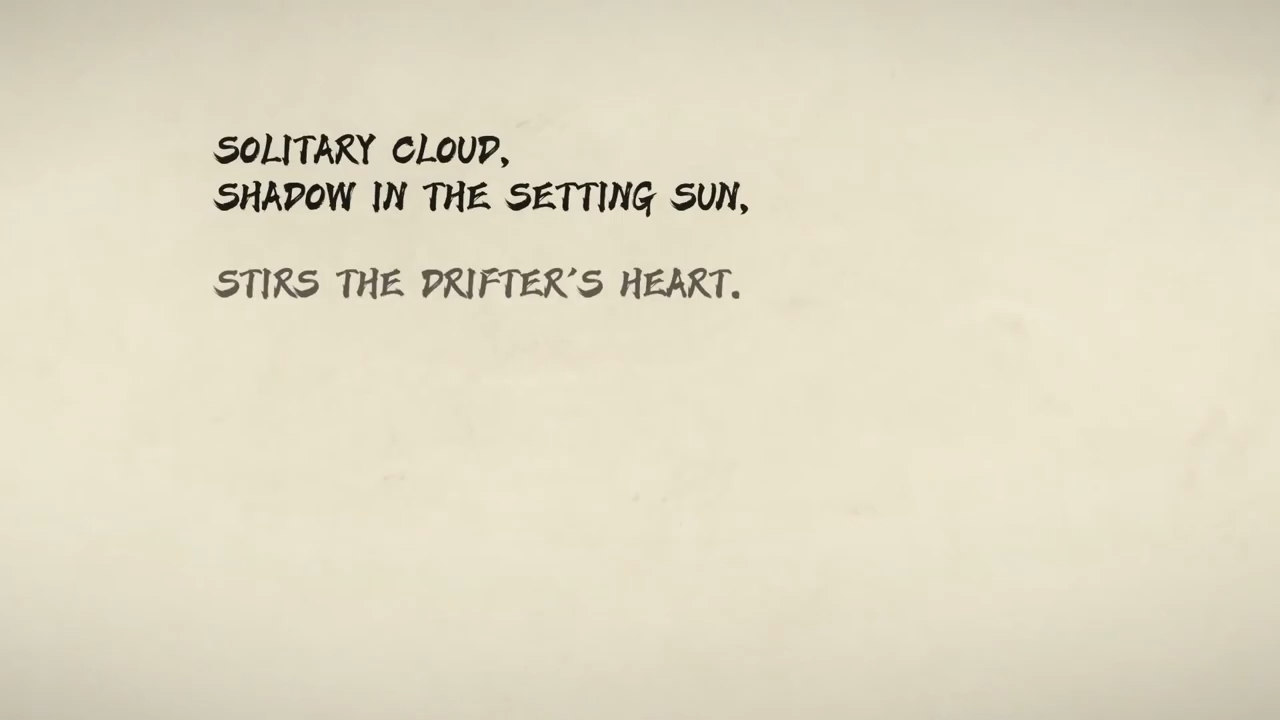 SOLITARY CLOUD,
SHADOW IN THE SETTING SUN,
STIRS THE DRIFTER'S HEART.